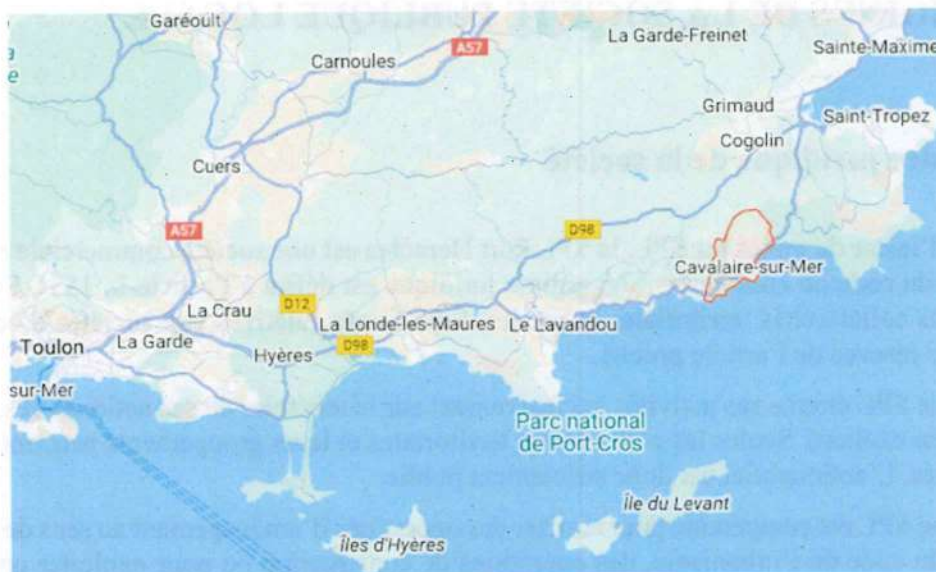 Garéoult
La Garde-Freinet
A57
Sainte-Maxime
Carnoules
Grimaud
Saint-Tropez
Cogolin
Cuers
A57
D98
Cavalaire-sur-Mer
D12
La Crau
La Londe-les-Maures
Le Lavandou
Toulon
La Garde
Hyères
D98
sur-Mer
Parc national
de Port-Cros
Île du Levant
Îles d'Hyères